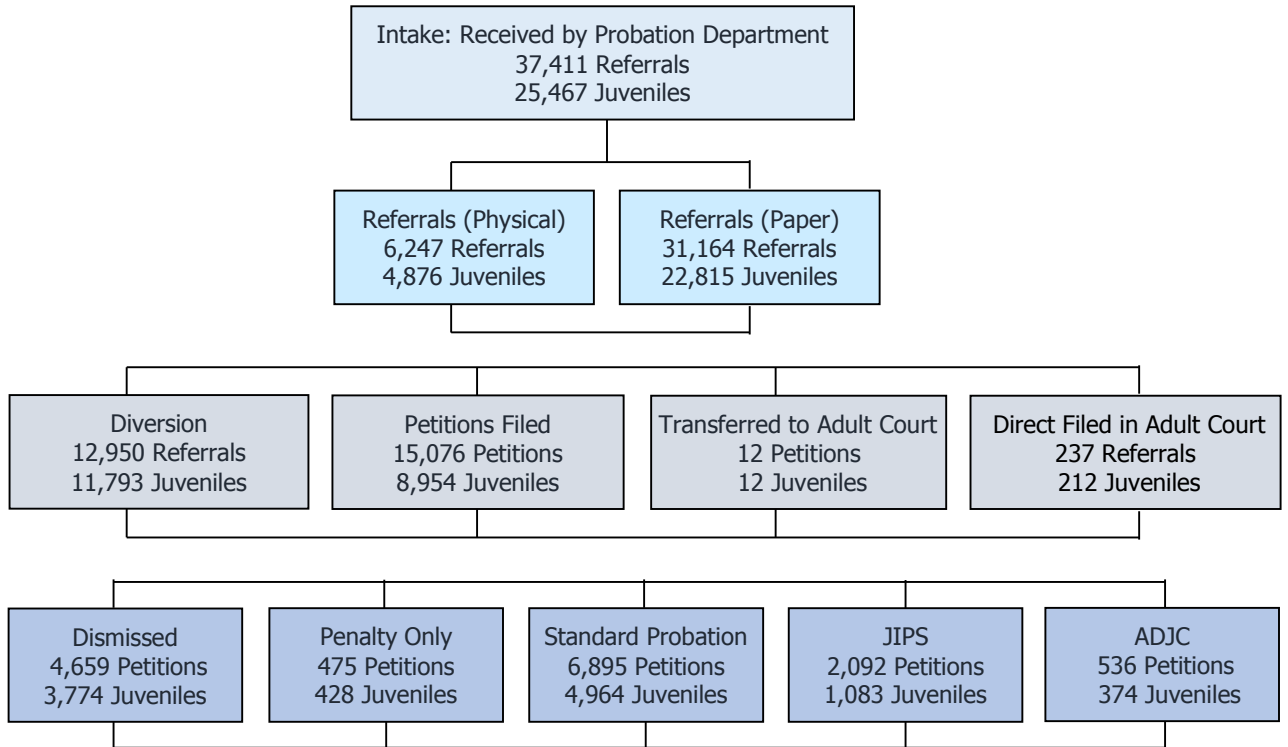 Intake: Received by Probation Department
37,411 Referrals
25,467 Juveniles
Referrals (Physical)
6,247 Referrals
4,876 Juveniles
Referrals (Paper)
31,164 Referrals
22,815 Juveniles
Diversion
12,950 Referrals
11,793 Juveniles
Petitions Filed
15,076 Petitions
8,954 Juveniles
Transferred to Adult Court
12 Petitions
12 Juveniles
Direct Filed in Adult Court
237 Referrals
212 Juveniles
Dismissed
4,659 Petitions
3,774 Juveniles
Penalty Only
475 Petitions
428 Juveniles
Standard Probation
6,895 Petitions
4,964 Juveniles
JIPS
2,092 Petitions
1,083 Juveniles
ADJC
536 Petitions
374 Juveniles